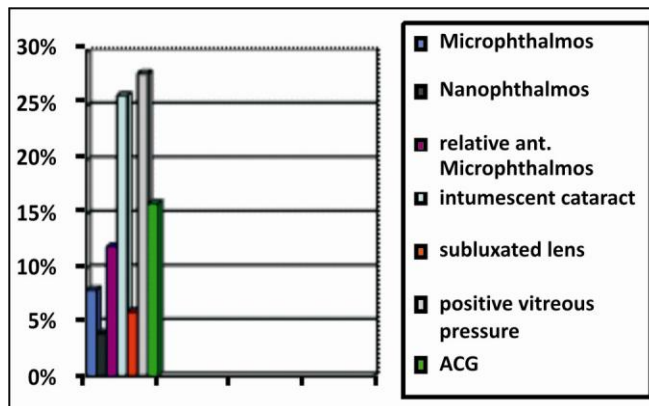 30%
25%
20%
15%
10%
5%
0%
Microphthalmos
Nanophthalmos
relative ant.
Microphthalmos
intumescent cataract
subluxated lens
positive vitreous
pressure
ACG